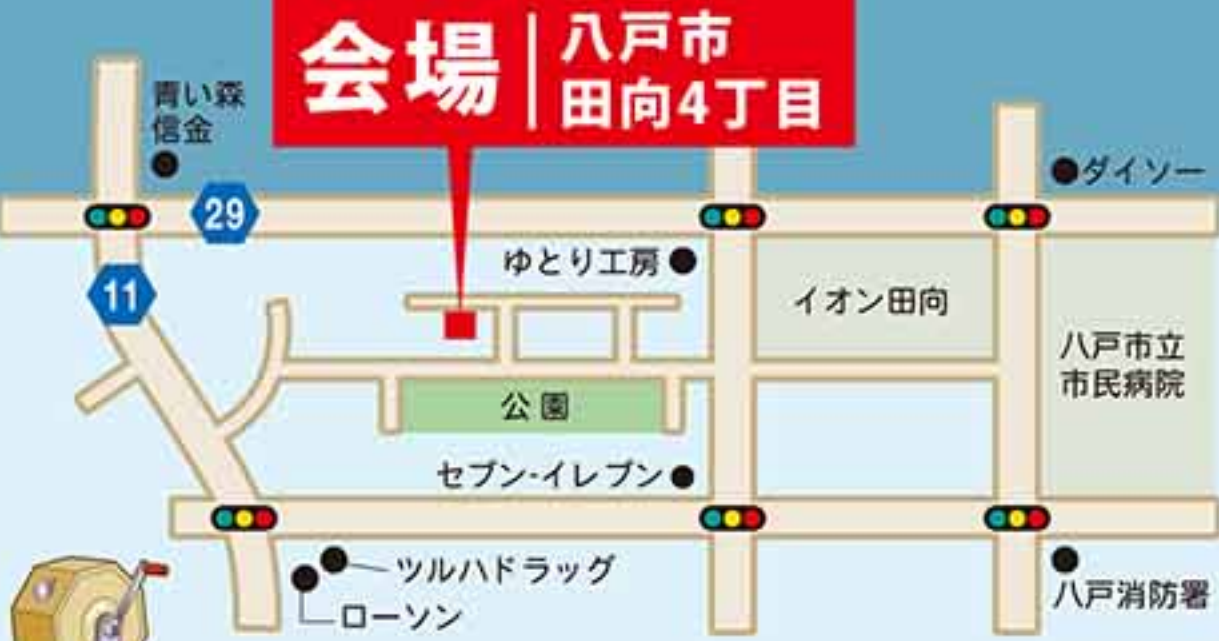 会場
八戸市
田向4丁目
青い森
信金
ダイソー
29
ゆとり工房
11
イオン田向
八戸市立
市民病院
公園
セブン-イレブン
ツルハドラッグ
ローソン
八戸消防署